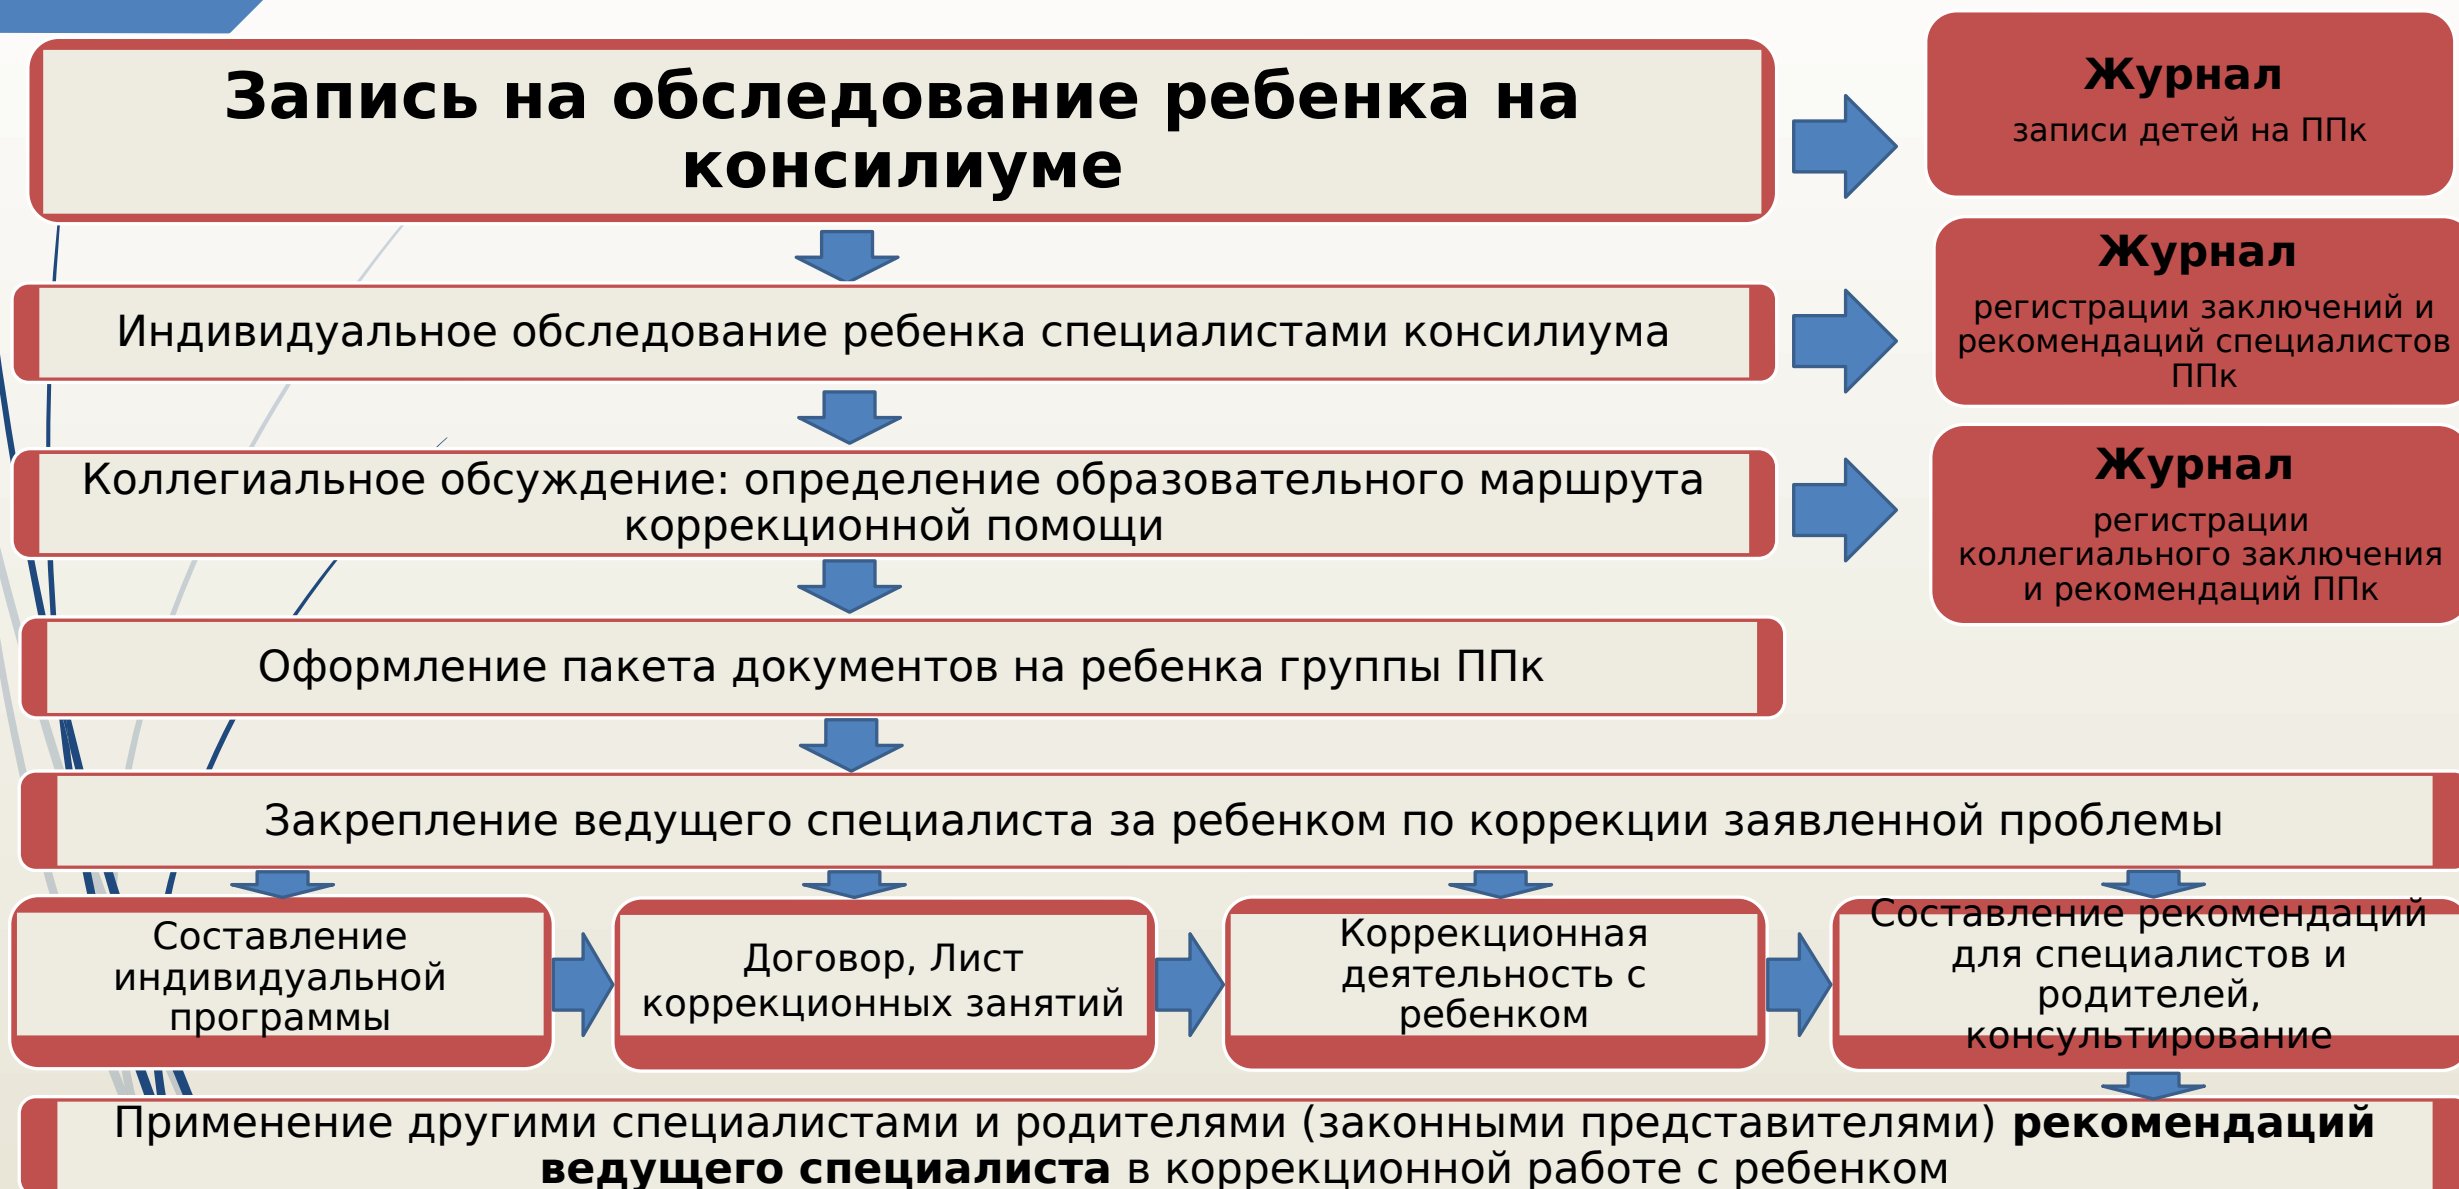 Запись на обследование ребенка на
консилиуме
Журнал
записи детей на ППк
Индивидуальное обследование ребенка специалистами консилиума
Журнал
регистрации заключений и
рекомендаций специалистов
ППк
Коллегиальное обсуждение: определение образовательного маршрута
коррекционной помощи
Журнал
регистрации
коллегиального заключения
и рекомендаций ППк
Оформление пакета документов на ребенка группы ППк
Закрепление ведущего специалиста за ребенком по коррекции заявленной проблемы
Составление
индивидуальной
программы
Договор, Лист
коррекционных занятий
Коррекционная
деятельность с
ребенком
Составление рекомендаций
для специалистов и
родителей,
консультирование
Применение другими специалистами и родителями (законными представителями) рекомендаций
ведущего специалиста в коррекционной работе с ребенком